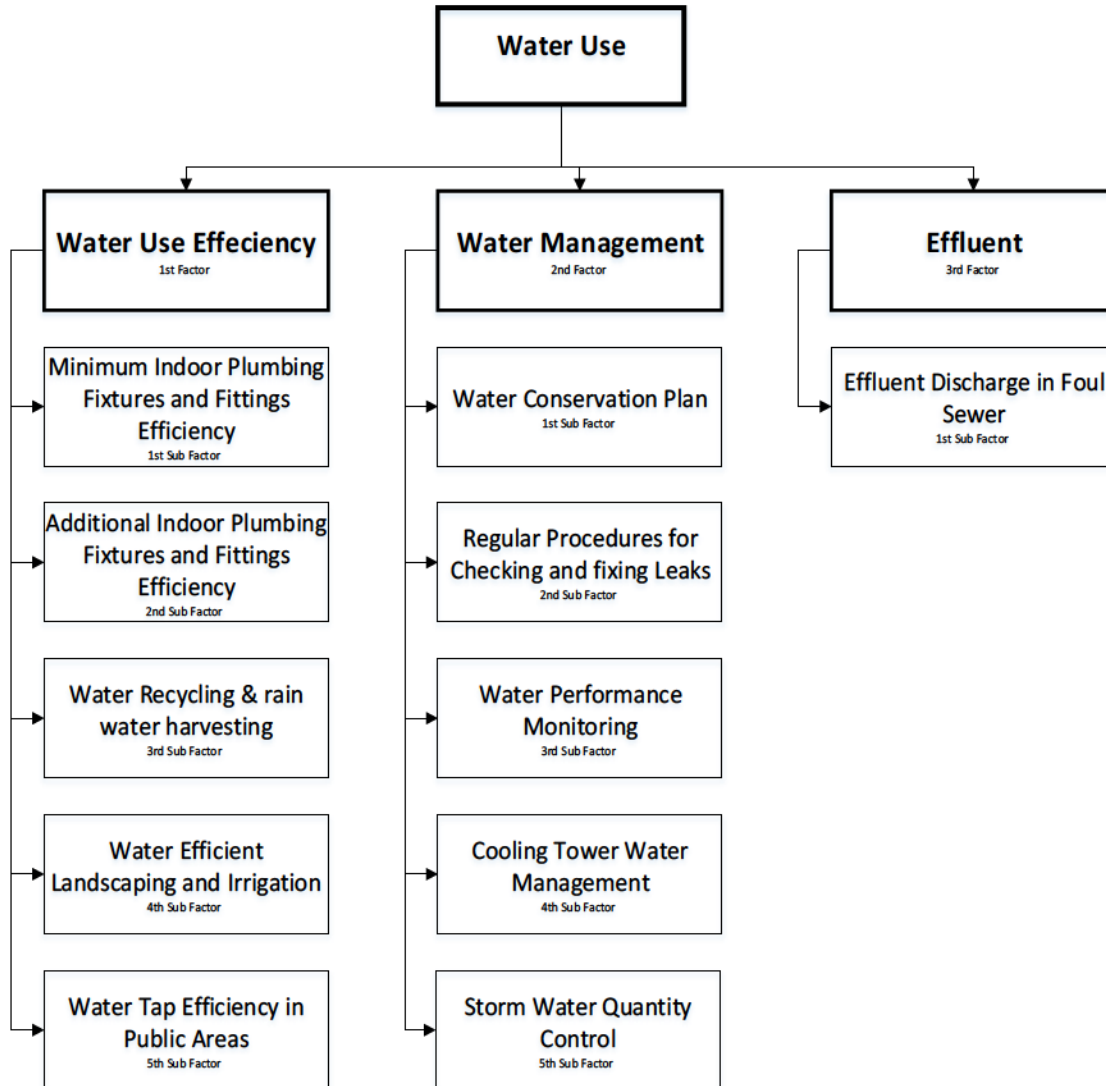 Water Use
Water Use Effeciency
1st Factor
Minimum Indoor Plumbing
Fixtures and Fittings
Efficiency
1st Sub Factor
Additional Indoor Plumbing
Fixtures and Fittings
Efficiency
2nd Sub Factor
Water Recycling & rain
water harvesting
3rd Sub Factor
Water Efficient
Landscaping and Irrigation
4th Sub Factor
Water Tap Efficiency in
Public Areas
5th Sub Factor
Water Management
2nd Factor
Water Conservation Plan
1st Sub Factor
Regular Procedures for
Checking and fixing Leaks
2nd Sub Factor
Water Performance
Monitoring
3rd Sub Factor
Cooling Tower Water
Management
4th Sub Factor
Storm Water Quantity
Control
5th Sub Factor
Effluent
3rd Factor
Effluent Discharge in Foul
Sewer
1st Sub Factor